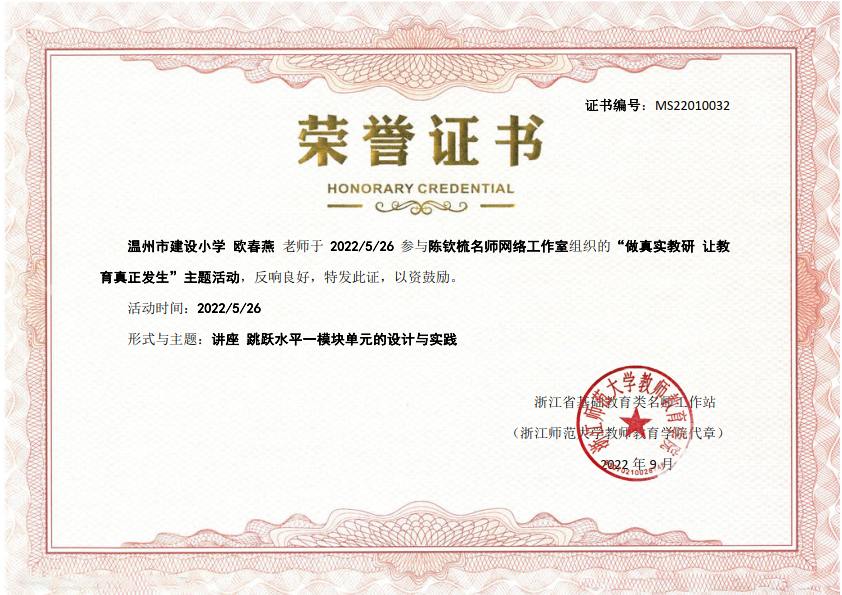 证书编号：MS22010032
荣誉证书
HONORARY CREDENTIAL
温州市建设小学 欧春燕 老师于 2022/5/26 参与陈钦梳名师网络工作室组织的“做真实教研 让教
育真正发生”主题活动，反响良好，特发此证，以资鼓励。
活动时间：2022/5/26
形式与主题：讲座 跳跃水平一模块单元的设计与实践
浙江省基础教育类名师工作站
（浙江师范大学教师教育学院代章）
2022 年 9 月
浙江师范大学教师教育学院